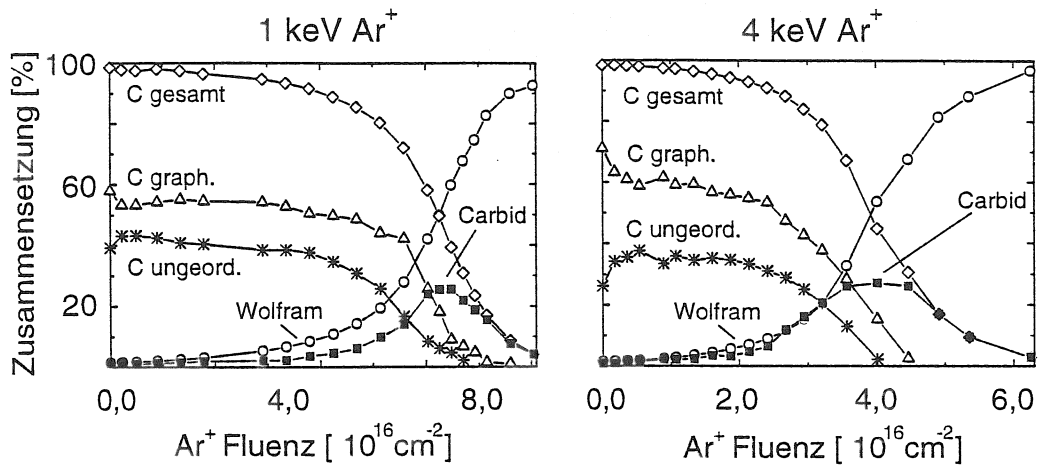 1 keV Ar+
4 keV Ar+
Zusammensetzung [%]
100
60
20
C gesamt
C graph.
C ungeord.
Wolfram
Carbid
0,0
4,0
8,0
Ar+ Fluenz [ 10^16 cm^-2]
C gesamt
C graph.
C ungeord.
Wolfram
Carbid
0,0
2,0
4,0
6,0
Ar+ Fluenz [ 10^16 cm^-2]